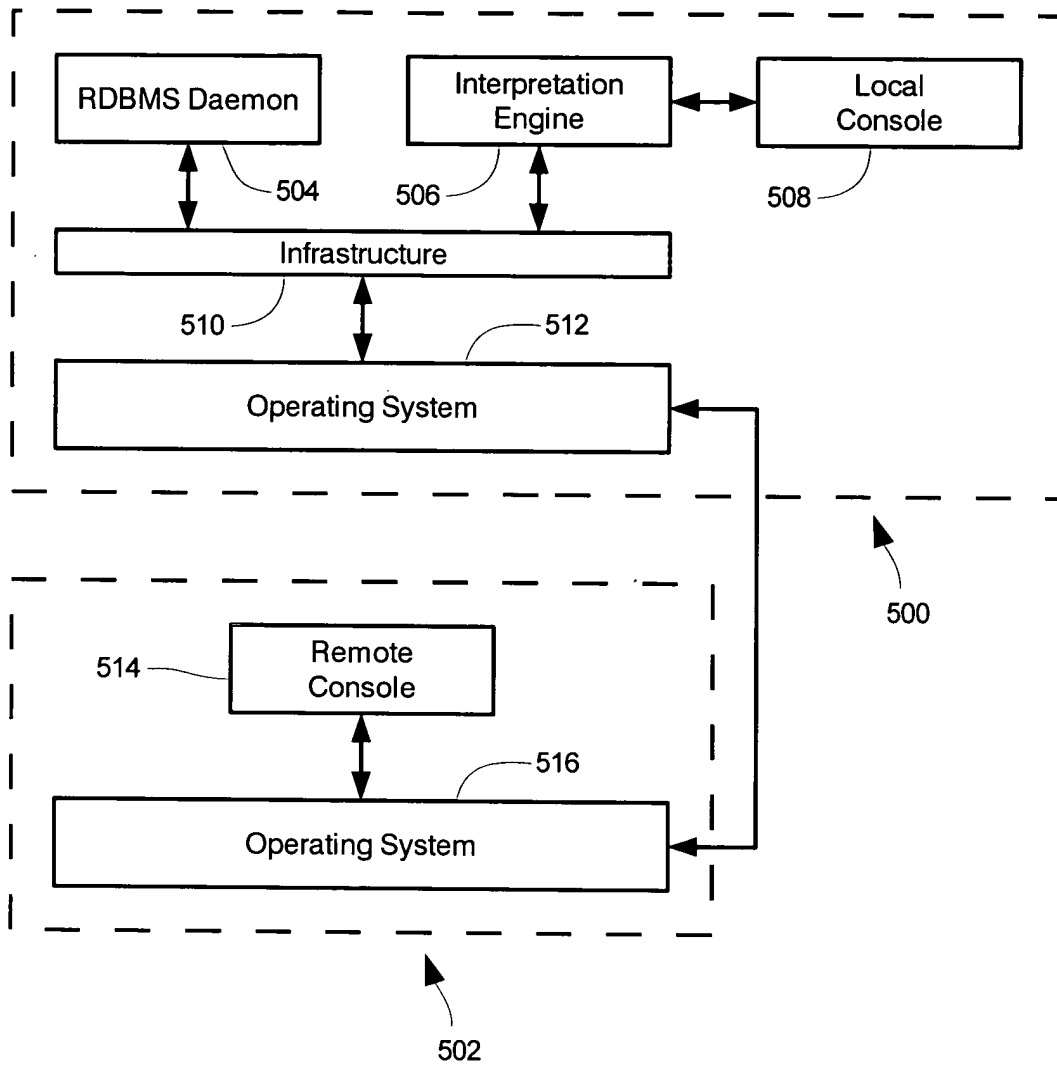 RDBMS Daemon
Interpretation
Engine
Local
Console
504
506
508
Infrastructure
510
512
Operating System
500
514
Remote
Console
516
Operating System
502